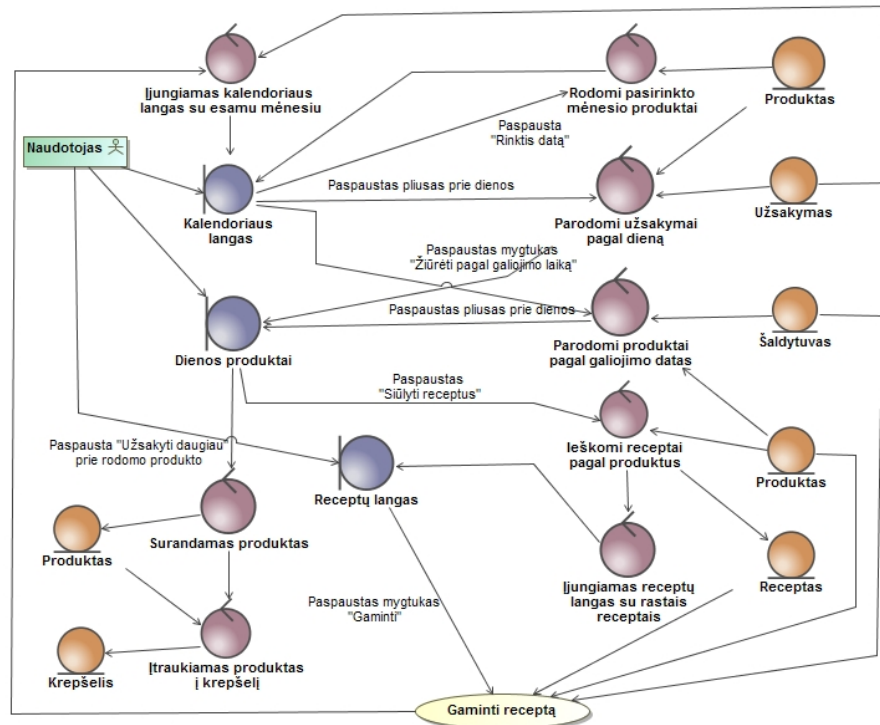 Įjungiamas kalendoriaus
langas su esamu mėnesiu
Rodomi pasirinkto
mėnesio produktai
Produktas
Paspausta
"Rinktis datą"
Naudotojas
Paspaustas pliusas prie dienos
Kalendoriaus
langas
Parodomi užsakymai
pagal dieną
Užsakymas
Paspaustas mygtukas
"Žiūrėti pagal galiojimo laiką"
Paspaustas pliusas prie dienos
Dienos produktai
Parodomi produktai
pagal galiojimo datas
Šaldytuvas
Paspaustas
"Siūlyti receptus"
Paspausta "Užsakyti daugiau"
prie rodomo produkto
Ieškomi receptai
pagal produktus
Produktas
Receptų langas
Surandamas produktas
Produktas
Įjungiamas receptų
langas su rastais
receptais
Receptas
Paspaustas mygtukas
"Gaminti"
Įtraukiamas produktas
į krepšelį
Krepšelis
Gaminti receptą